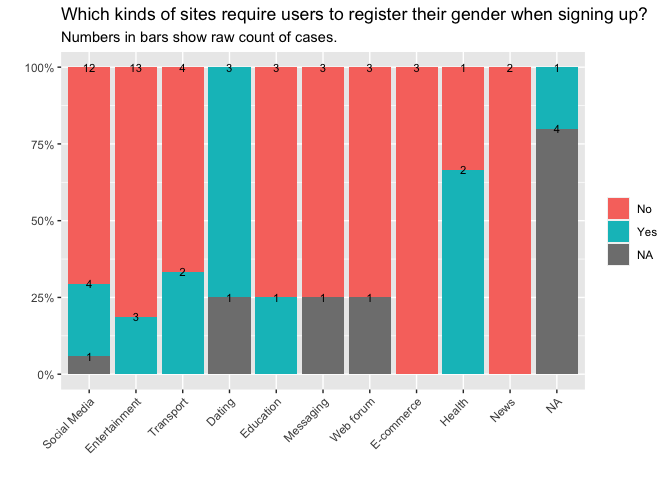 Which kinds of sites require users to register their gender when signing up?
Numbers in bars show raw count of cases.
100%
75%
50%
25%
0%
12 13 4 3 3 3 3 3 1 2 1
4
2
2
4 1 1 1 1 1
3
1
Social Media
Entertainment
Transport
Dating
Education
Messaging
Web forum
E-commerce
Health
News
NA
No
Yes
NA